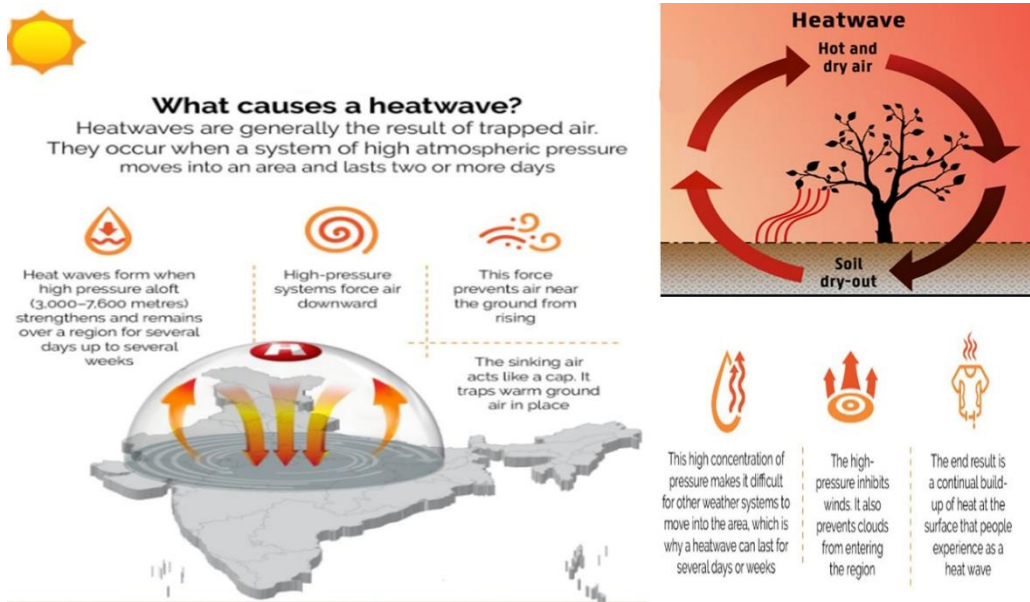 What causes a heatwave?
Heatwaves are generally the result of trapped air.
They occur when a system of high atmospheric pressure
moves into an area and lasts two or more days
Heat waves form when
high pressure aloft
(3,000–7,600 metres)
strengthens and remains
over a region for several
days up to several
weeks
High-pressure
systems force air
downward
This force
prevents air near
the ground from
rising
The sinking air
acts like a cap. It
traps warm ground
air in place
H
Heatwave
Hot and
dry air
Soil
dry-out
This high concentration of
pressure makes it difficult
for other weather systems to
move into the area, which is
why a heatwave can last for
several days or weeks
The high-
pressure inhibits
winds. It also
prevents clouds
from entering
the region
The end result is
a continual build-
up of heat at the
surface that people
experience as a
heat wave